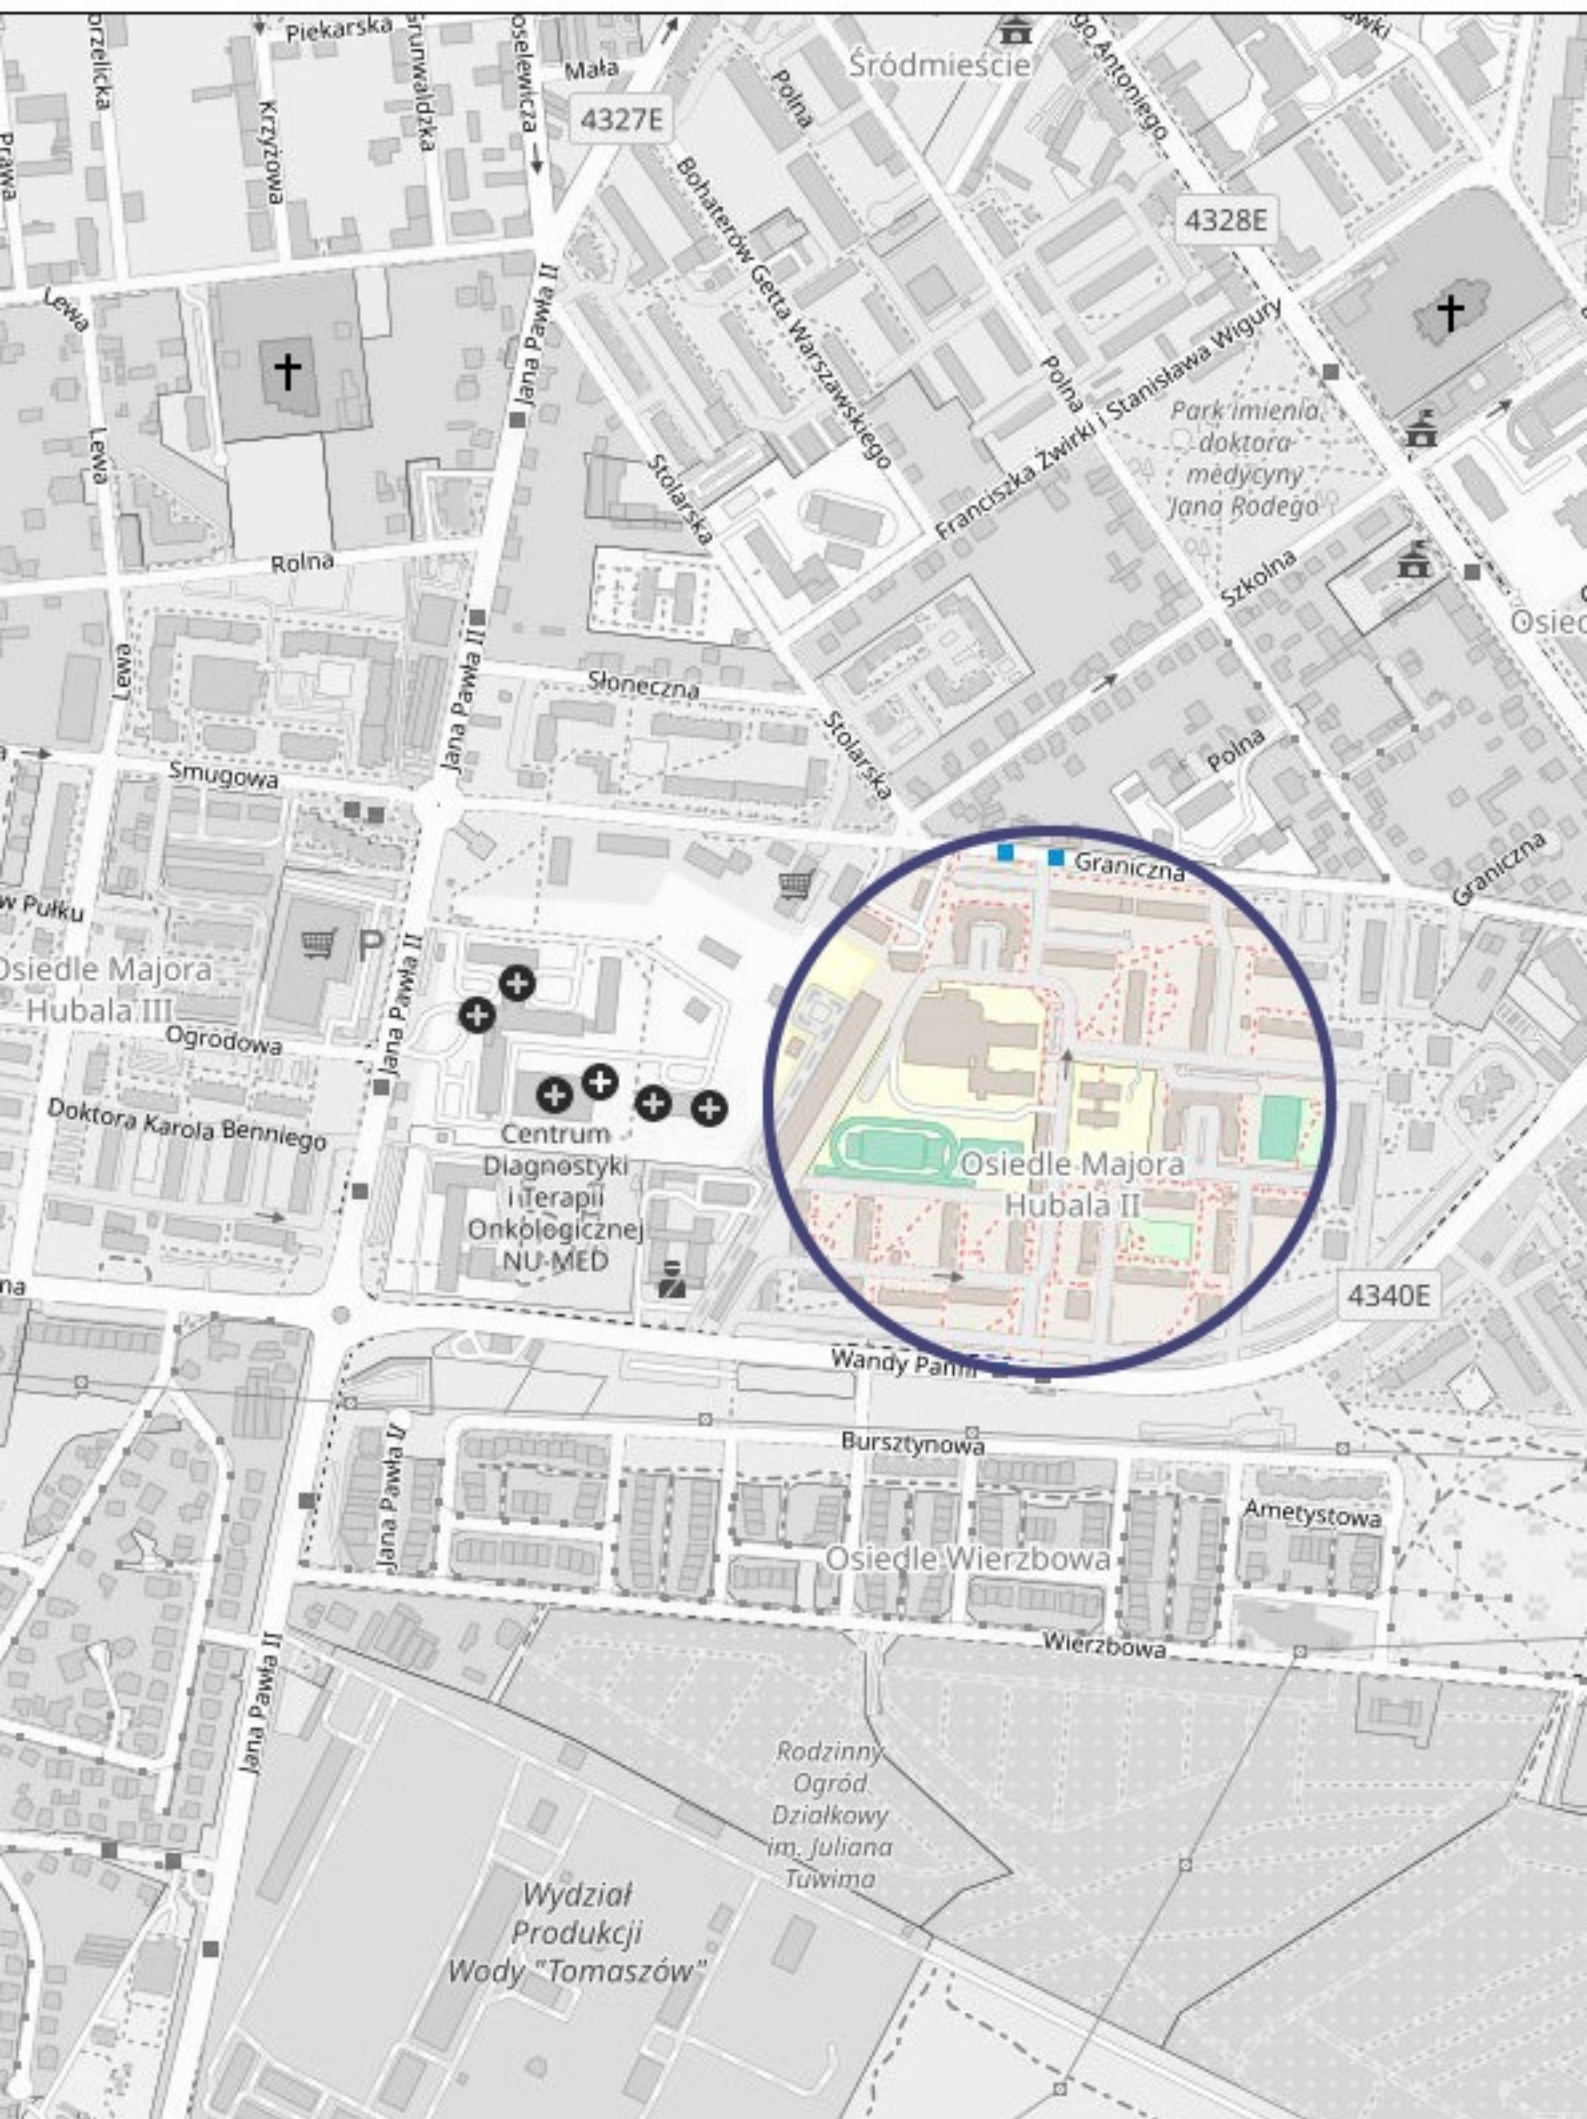 Piekarska
Mała
Śródmieście
Krzyżowa
Polna
4327E
Prawa
4328E
Bohaterów Getta Warszawskiego
Lewa
Jana Pawła II
Franciszka Żwirki i Stanisława Wigury
Polna
Park imienia
doktora
medycyny
Jana Rodego
Lewa
Stolarska
Rolna
Szkolna
Jana Pawła II
Słoneczna
Stolarska
Polna
Smugowa
Graniczna
Graniczna
w Pułku
Osiedle Majora
Hubala III
P
Jana Pawła II
Ogrodowa
Doktora Karola Benniego
Centrum
Diagnostyki
i Terapii
Onkologicznej
NU-MED
Osiedle Majora
Hubala II
4340E
Wandy
Bursztynowa
Jana Pawła II
Ametystowa
Osiedle Wierzbowa
Wierzbowa
Jana Pawła II
Rodzinny
Ogród
Działkowy
im. Juliana
Tuwima
Wydział
Produkcji
Wody "Tomaszów"